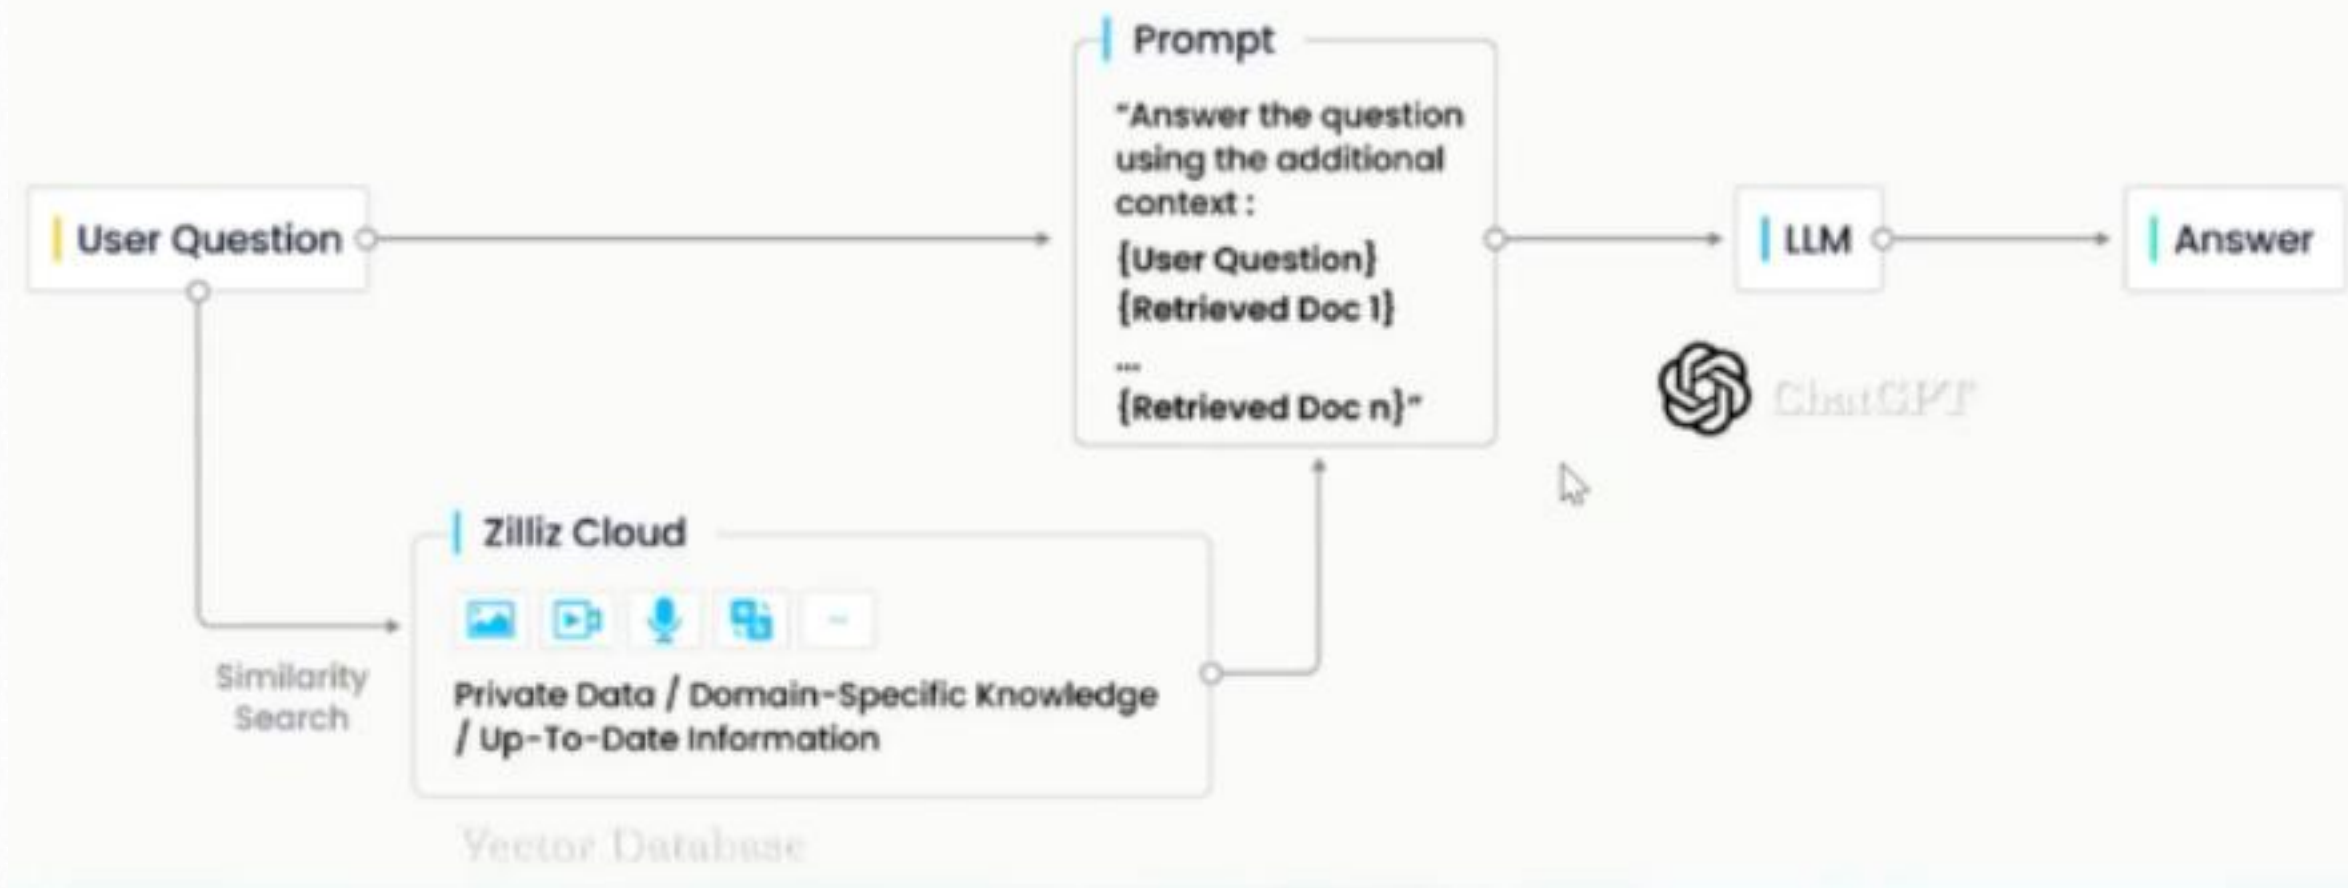 Prompt
"Answer the question
using the additional
context :
{User Question}
{Retrieved Doc 1}
...
{Retrieved Doc n}"
User Question
LLM
Answer
ChatGPT
Zilliz Cloud
...
Private Data / Domain-Specific Knowledge
/ Up-To-Date Information
Similarity
Search
Vector Database